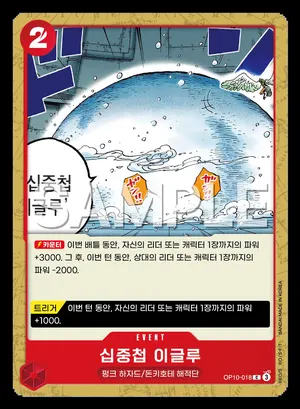 2
십중첩
이글루
SAMPLE
카운터 이번 배틀 동안, 자신의 리더 또는 캐릭터 1장까지의 파워
+3000. 그 후, 이번 턴 동안, 상대의 리더 또는 캐릭터 1장까지의
파워 -2000.
트리거 이번 턴 동안, 자신의 리더 또는 캐릭터 1장까지의 파워
+1000.
EVENT
십중첩 이글루
펑크 하자드/돈키호테 해적단
OP10-018 C 3